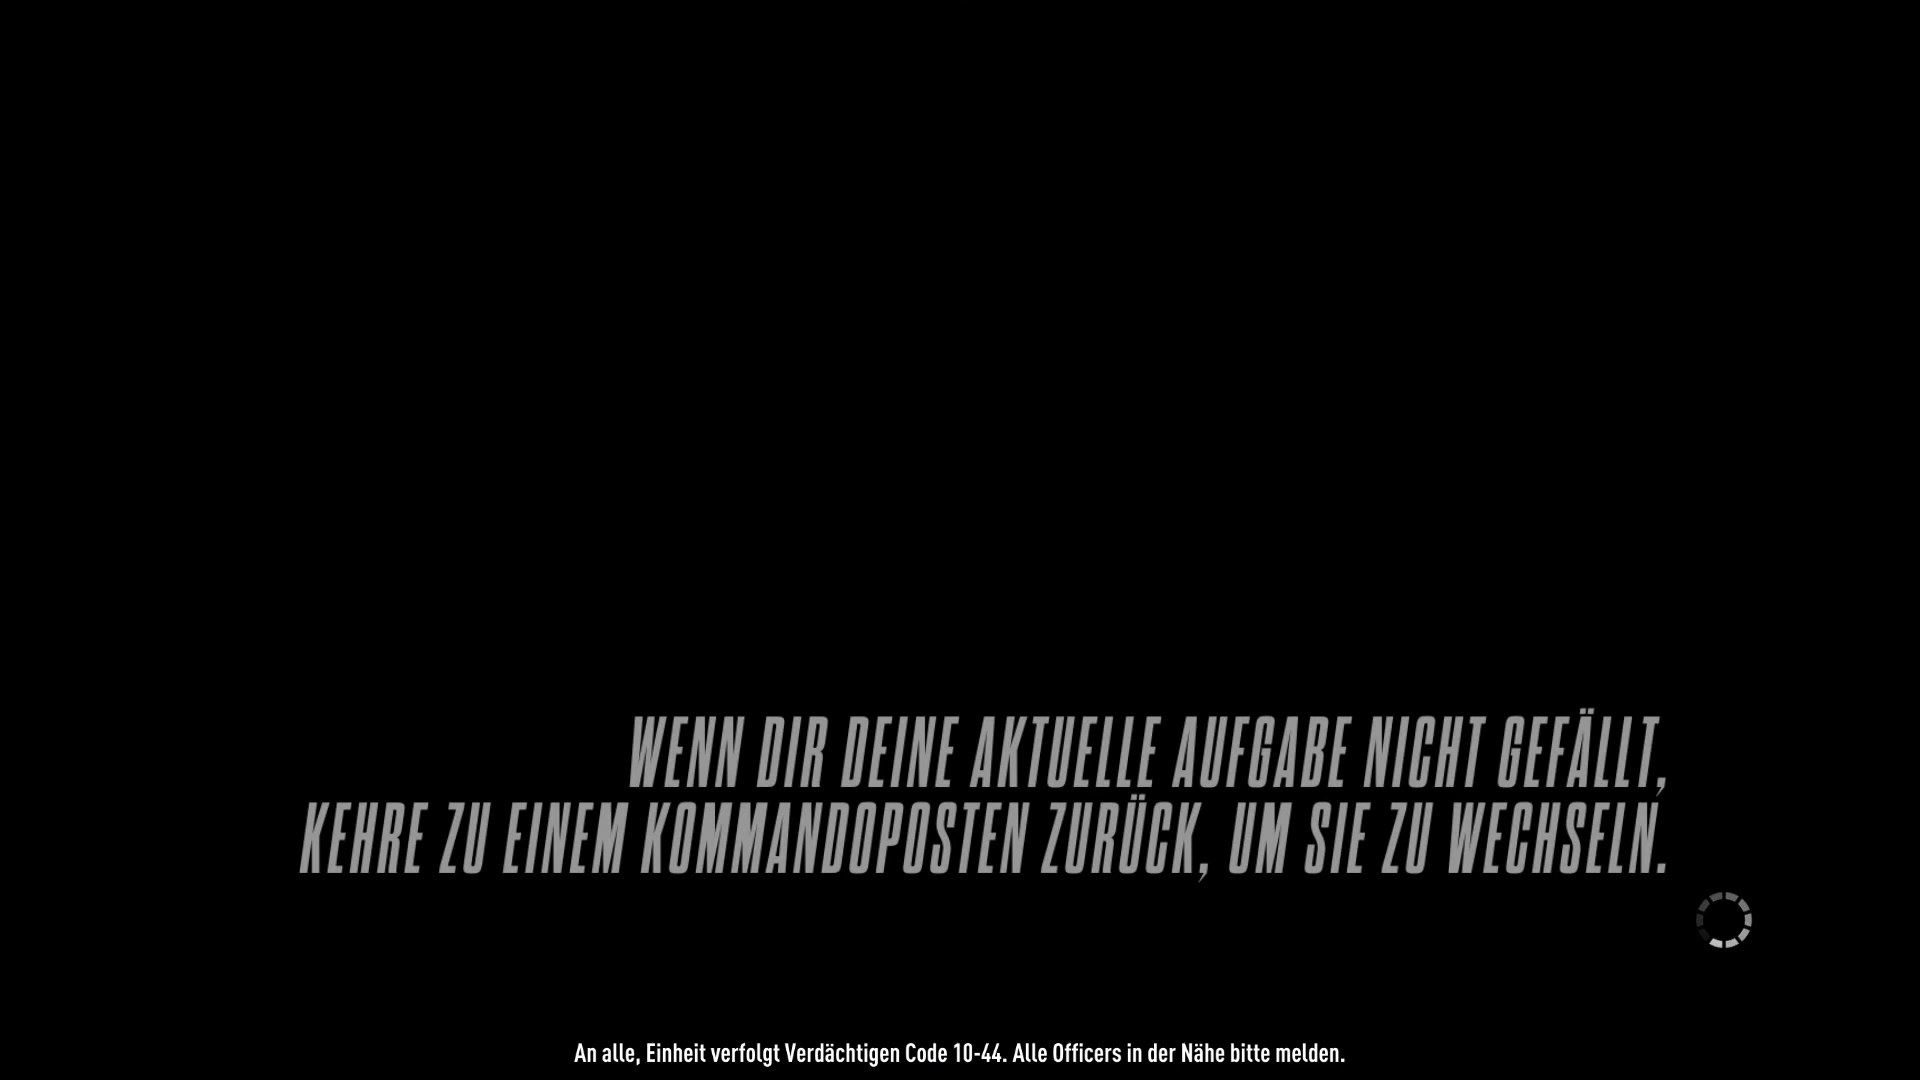 WENN DIR DEINE AKTUELLE AUFGABE NICHT GEFÄLLT,
KEHRE ZU EINEM KOMMANDOPOSTEN ZURÜCK, UM SIE ZU WECHSELN.
An alle, Einheit verfolgt Verdächtigen Code 10-44. Alle Officers in der Nähe bitte melden.